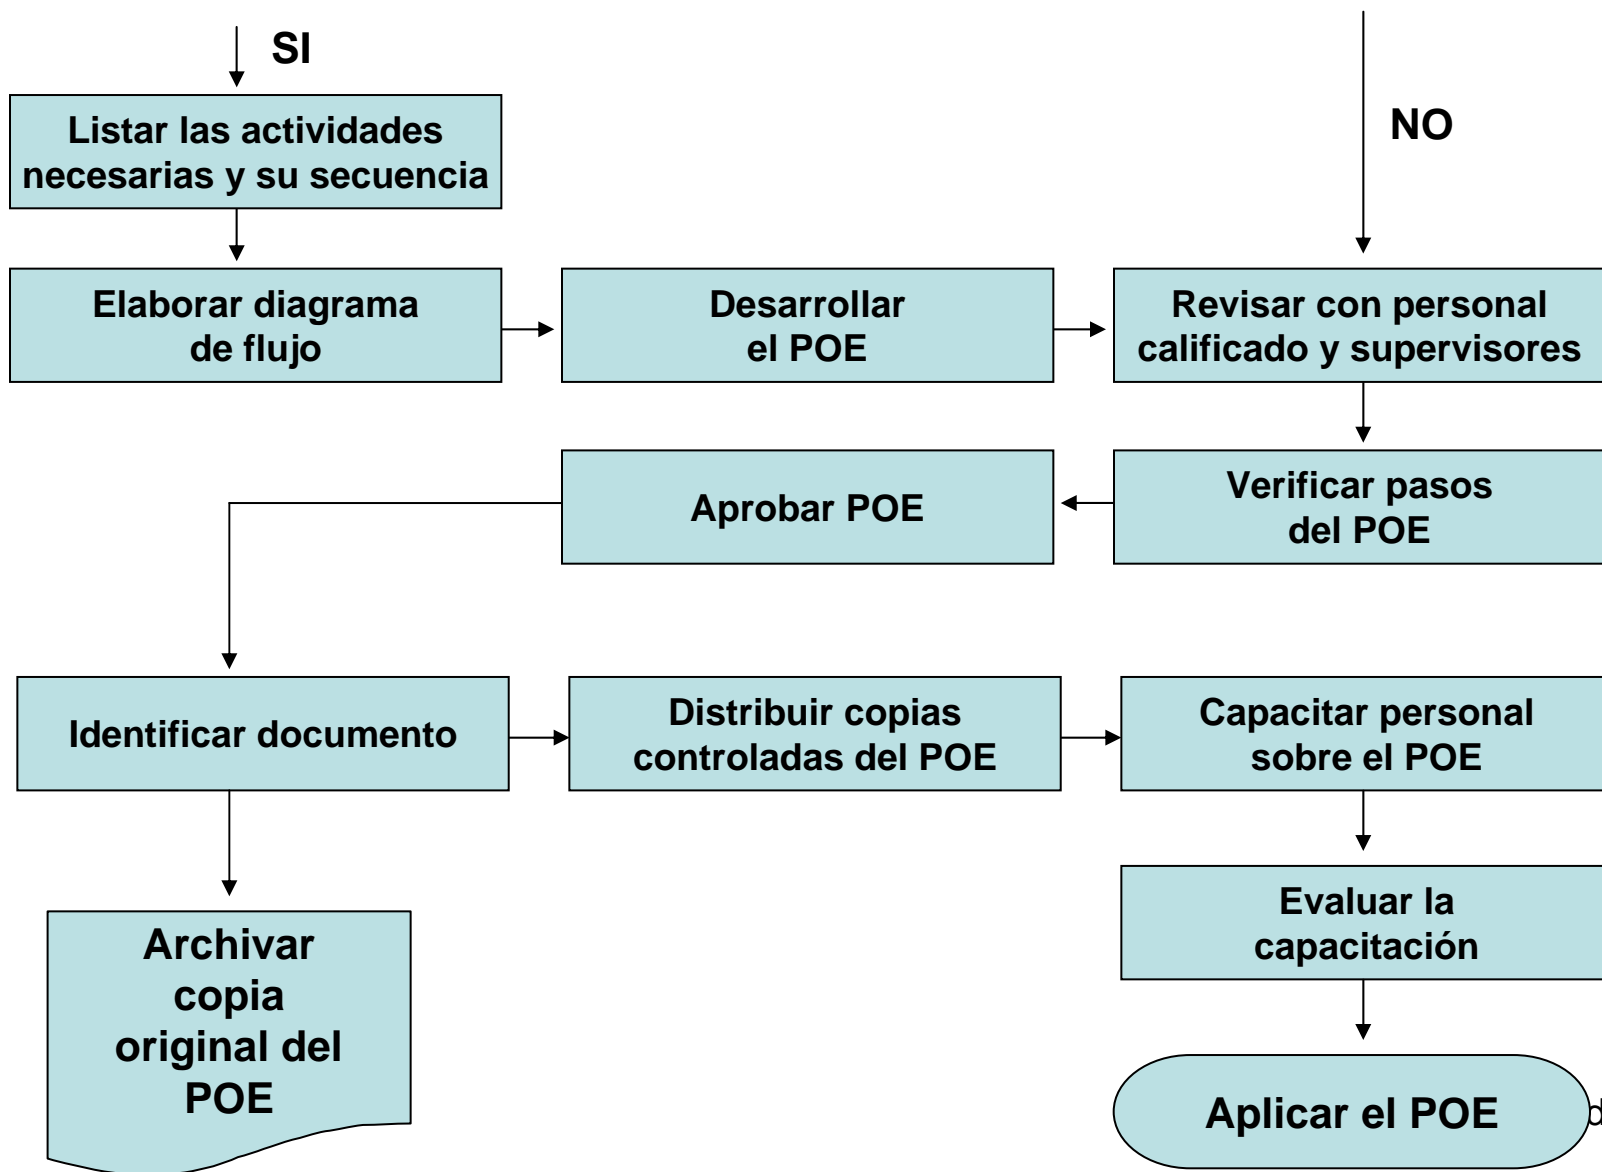 SI
NO
Listar las actividades
necesarias y su secuencia
Elaborar diagrama
de flujo
Desarrollar
el POE
Revisar con personal
calificado y supervisores
Aprobar POE
Verificar pasos
del POE
Identificar documento
Distribuir copias
controladas del POE
Capacitar personal
sobre el POE
Evaluar la
capacitación
Archivar
copia
original del
POE
Aplicar el POE